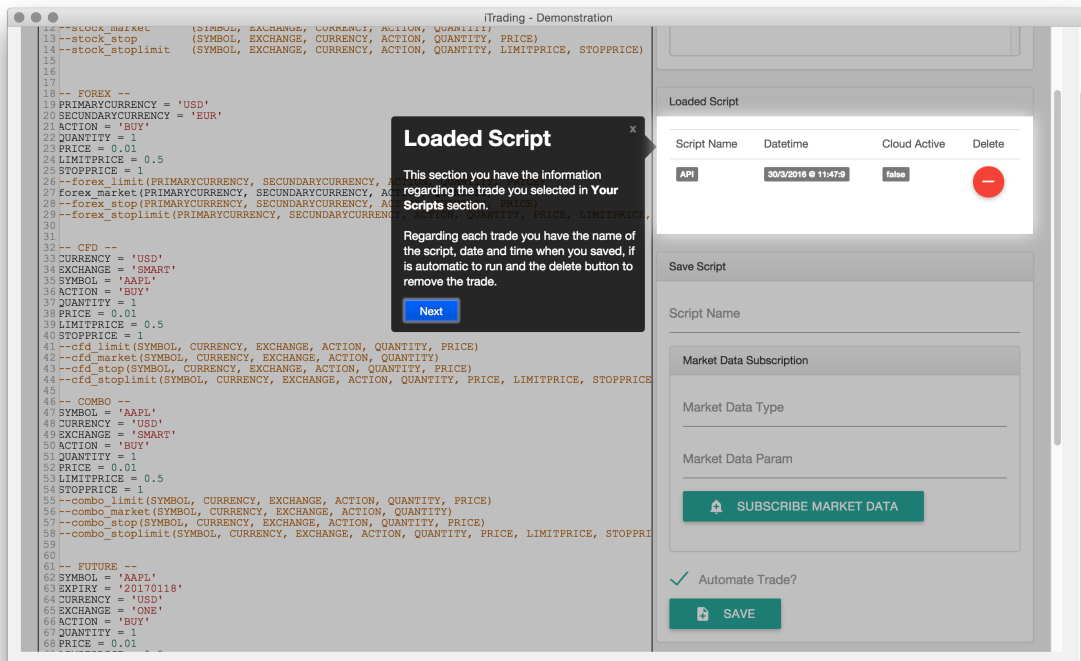 iTrading - Demonstration
12 --stock_market (SYMBOL, EXCHANGE, CURRENCY, ACTION, QUANTITY)
13 --stock_stop (SYMBOL, EXCHANGE, CURRENCY, ACTION, QUANTITY, PRICE)
14 --stock_stoplimit (SYMBOL, EXCHANGE, CURRENCY, ACTION, QUANTITY, LIMITPRICE, STOPPRICE)
15
16
17
18 -- FOREX --
19 PRIMARYCURRENCY = 'USD'
20 SECONDARYCURRENCY = 'EUR'
21 ACTION = 'BUY'
22 QUANTITY = 1
23 PRICE = 0.01
24 LIMITPRICE = 0.5
25 STOPPRICE = 1
26 --forex_limit(PRIMARYCURRENCY, SECUNDARYCURRENCY, ACTION, QUANTITY, PRICE)
27 forex_market(PRIMARYCURRENCY, SECUNDARYCURRENCY, ACTION, QUANTITY)
28 --forex_stop(PRIMARYCURRENCY, SECUNDARYCURRENCY, ACTION, QUANTITY, PRICE)
29 --forex_stoplimit(PRIMARYCURRENCY, SECUNDARYCURRENCY, ACTION, QUANTITY, PRICE, LIMITPRICE,
30
31
32 -- CFD --
33 CURRENCY = 'USD'
34 EXCHANGE = 'SMART'
35 SYMBOL = 'AAPL'
36 ACTION = 'BUY'
37 QUANTITY = 1
38 PRICE = 0.01
39 LIMITPRICE = 0.5
40 STOPPRICE = 1
41 --cfd_limit(SYMBOL, CURRENCY, EXCHANGE, ACTION, QUANTITY, PRICE)
42 --cfd_market(SYMBOL, CURRENCY, EXCHANGE, ACTION, QUANTITY)
43 --cfd_stop(SYMBOL, CURRENCY, EXCHANGE, ACTION, QUANTITY, PRICE)
44 --cfd_stoplimit(SYMBOL, CURRENCY, EXCHANGE, ACTION, QUANTITY, PRICE, LIMITPRICE, STOPPRICE
45
46 -- COMBO --
47 SYMBOL = 'AAPL'
48 CURRENCY = 'USD'
49 EXCHANGE = 'SMART'
50 ACTION = 'BUY'
51 QUANTITY = 1
52 PRICE = 0.01
53 LIMITPRICE = 0.5
54 STOPPRICE = 1
55 --combo_limit(SYMBOL, CURRENCY, EXCHANGE, ACTION, QUANTITY, PRICE)
56 --combo_market(SYMBOL, CURRENCY, EXCHANGE, ACTION, QUANTITY)
57 --combo_stop(SYMBOL, CURRENCY, EXCHANGE, ACTION, QUANTITY, PRICE)
58 --combo_stoplimit(SYMBOL, CURRENCY, EXCHANGE, ACTION, QUANTITY, PRICE, LIMITPRICE, STOPPRI
59
60
61 -- FUTURE --
62 SYMBOL = 'AAPL'
63 EXPIRY = '20170118'
64 CURRENCY = 'USD'
65 EXCHANGE = 'ONE'
66 ACTION = 'BUY'
67 QUANTITY = 1
68 PRICE = 0.01
Loaded Script
x
This section you have the information
regarding the trade you selected in Your
Scripts section.
Regarding each trade you have the name of
the script, date and time when you saved, if
is automatic to run and the delete button to
remove the trade.
Next
Loaded Script
Script Name Datetime Cloud Active Delete
API 30/3/2016 @ 11:47:9 false
Save Script
Script Name
Market Data Subscription
Market Data Type
Market Data Param
SUBSCRIBE MARKET DATA
Automate Trade?
SAVE